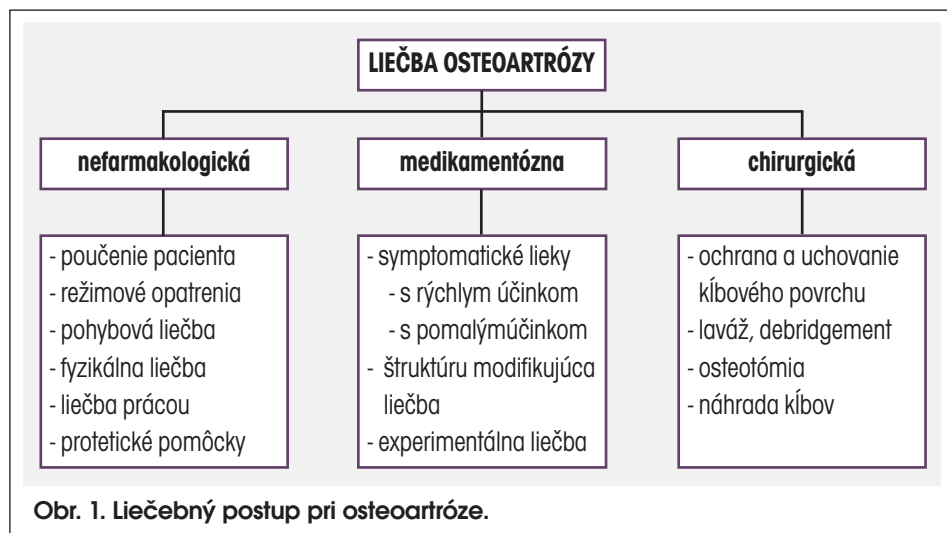 LIEČBA OSTEOARTRÓZY
nefarmakologická
- poučenie pacienta
- režimové opatrenia
- pohybová liečba
- fyzikálna liečba
- liečba prácou
- protetické pomôcky
medikamentózna
- symptomatické lieky
- s rýchlym účinkom
- s pomalýmúčinkom
- štruktúru modifikujúca
liečba
- experimentálna liečba
chirurgická
- ochrana a uchovanie
kĺbového povrchu
- laváž, debridgement
- osteotómia
- náhrada kĺbov
Obr. 1. Liečebný postup pri osteoartróze.